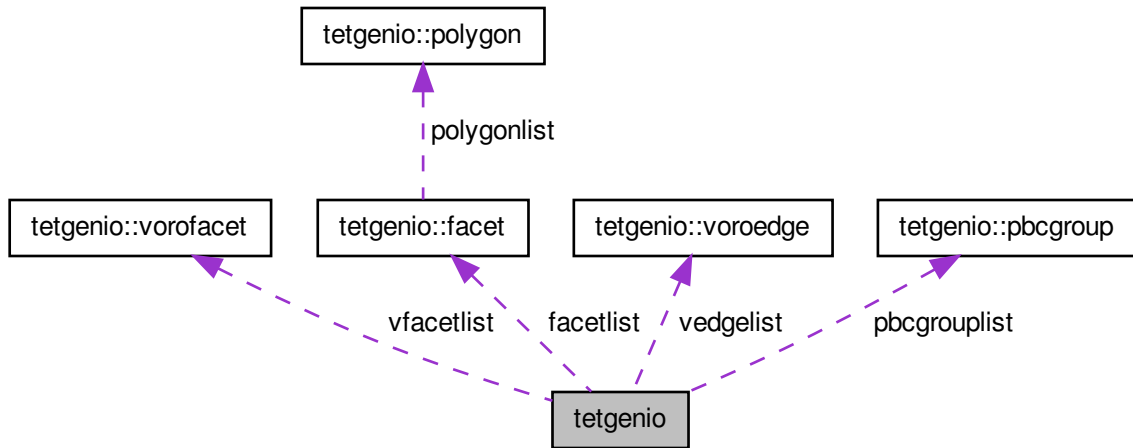 tetgenio::polygon
polygonlist
tetgenio::vorofacet
tetgenio::facet
tetgenio::voroedge
tetgenio::pbcgroup
vfacetlist
facetlist
vedgelist
pbcgrouplist
tetgenio